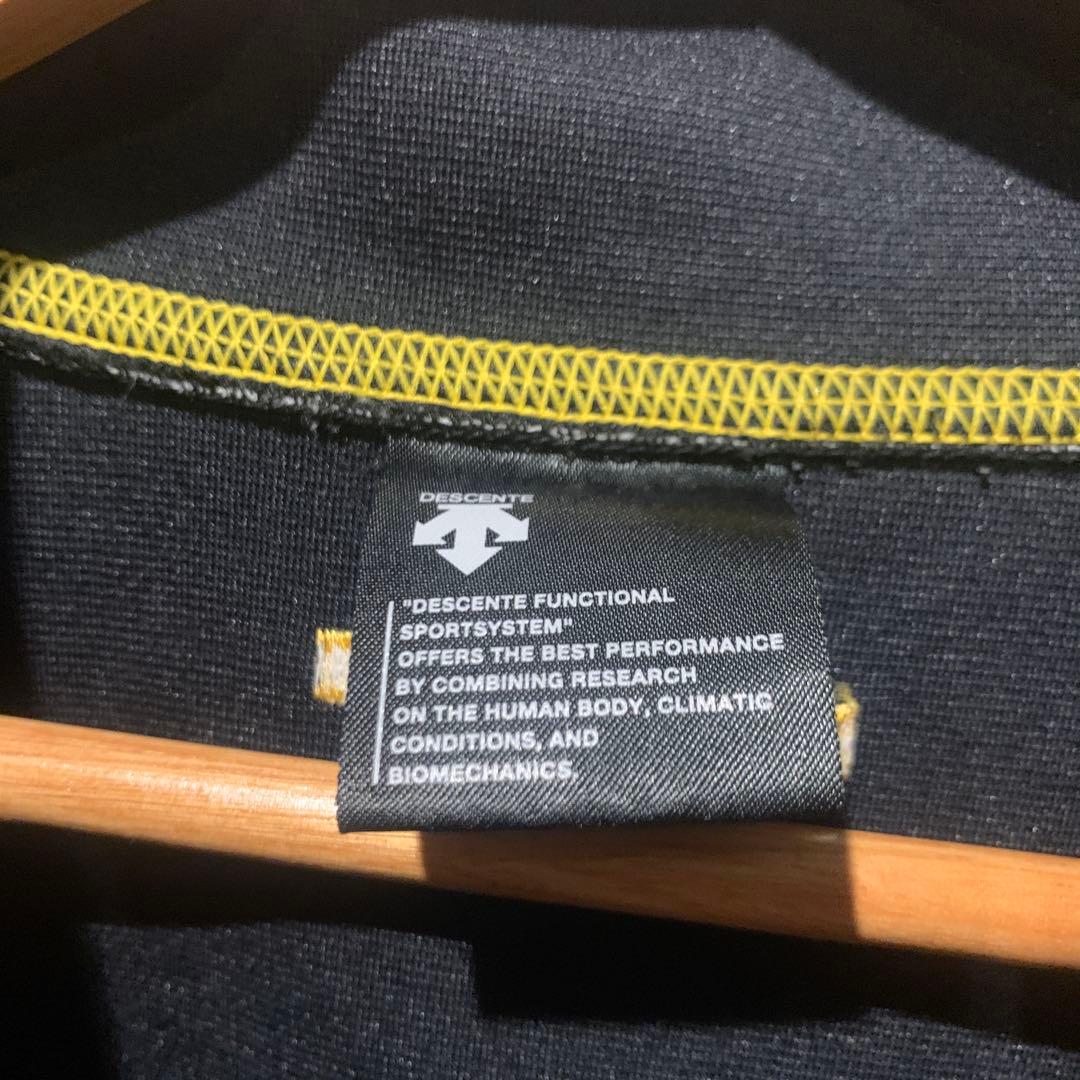 DESCENTE
"DESCENTE FUNCTIONAL
SPORTSYSTEM"
OFFERS THE BEST PERFORMANCE
BY COMBINING RESEARCH
ON THE HUMAN BODY, CLIMATIC
CONDITIONS, AND
BIOMECHANICS.